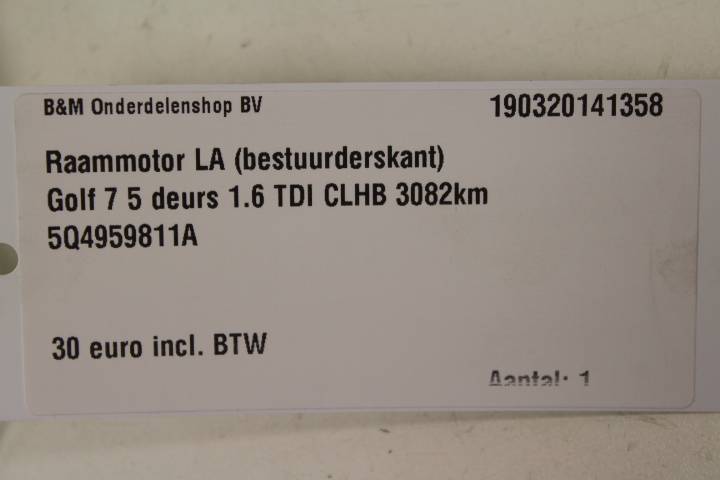 B&M Onderdelenshop BV 190320141358
Raammotor LA (bestuurderskant)
Golf 7 5 deurs 1.6 TDI CLHB 3082km
5Q4959811A
30 euro incl. BTW
Aantal: 1